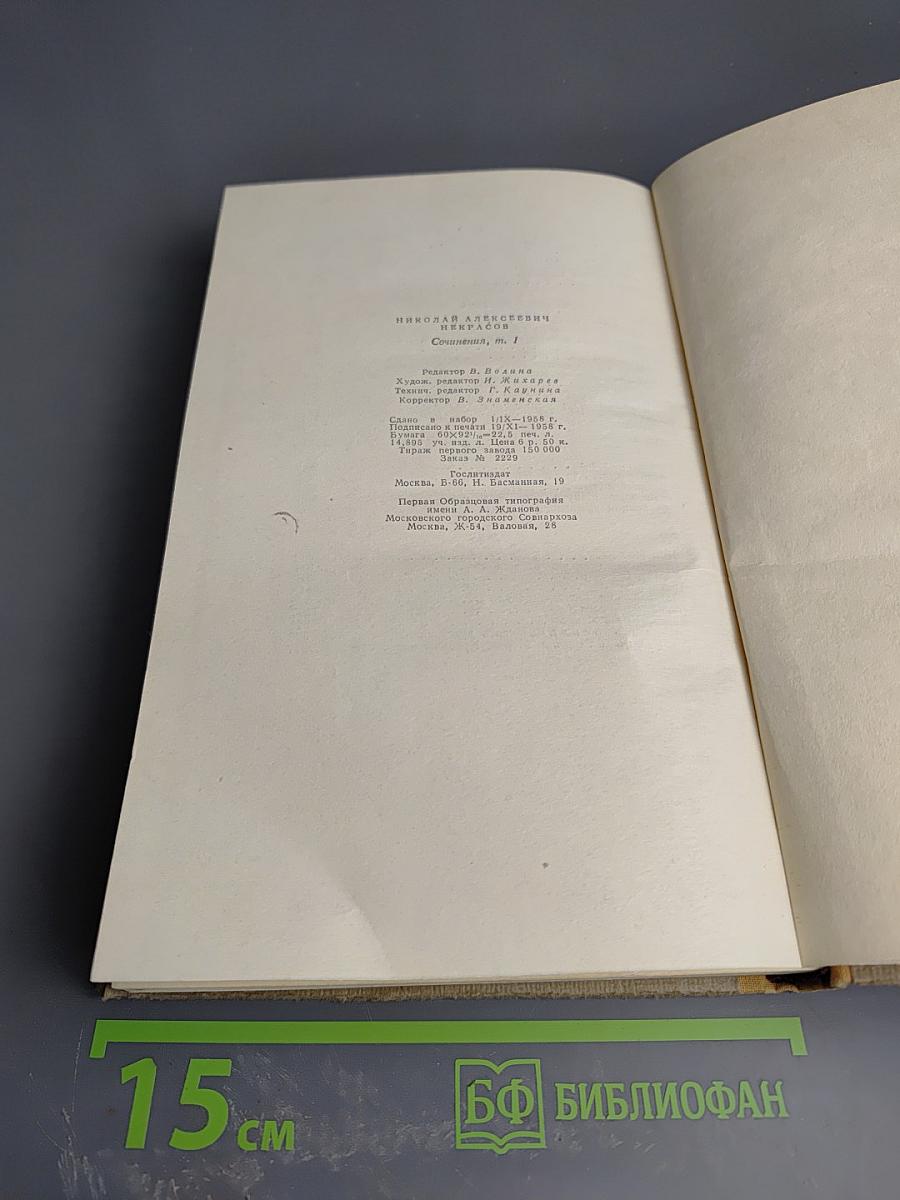 НИКОЛАЙ АЛЕКСЕЕВИЧ
НЕКРАСОВ
Сочинения, т. I
Редактор В. Волина
Худож. редактор И. Жихарев
Технич. редактор Г. Каунина
Корректор В. Знаменская
Сдано в набор 1/IX—1958 г.
Подписано к печати 19/XI—1958 г.
Бумага 60×92¹/₁₆=22,5 печ. л.
14,895 уч. изд. л. Цена 6 р. 50 к.
Тираж первого завода 150 000
Заказ № 2229
Гослитиздат
Москва, Б-66, Н. Басманная, 19
Первая Образцовая типография
имени А. А. Жданова
Московского городского Совнархоза
Москва, Ж-54, Валовая, 28
15 см
БФ БИБЛИОФАН